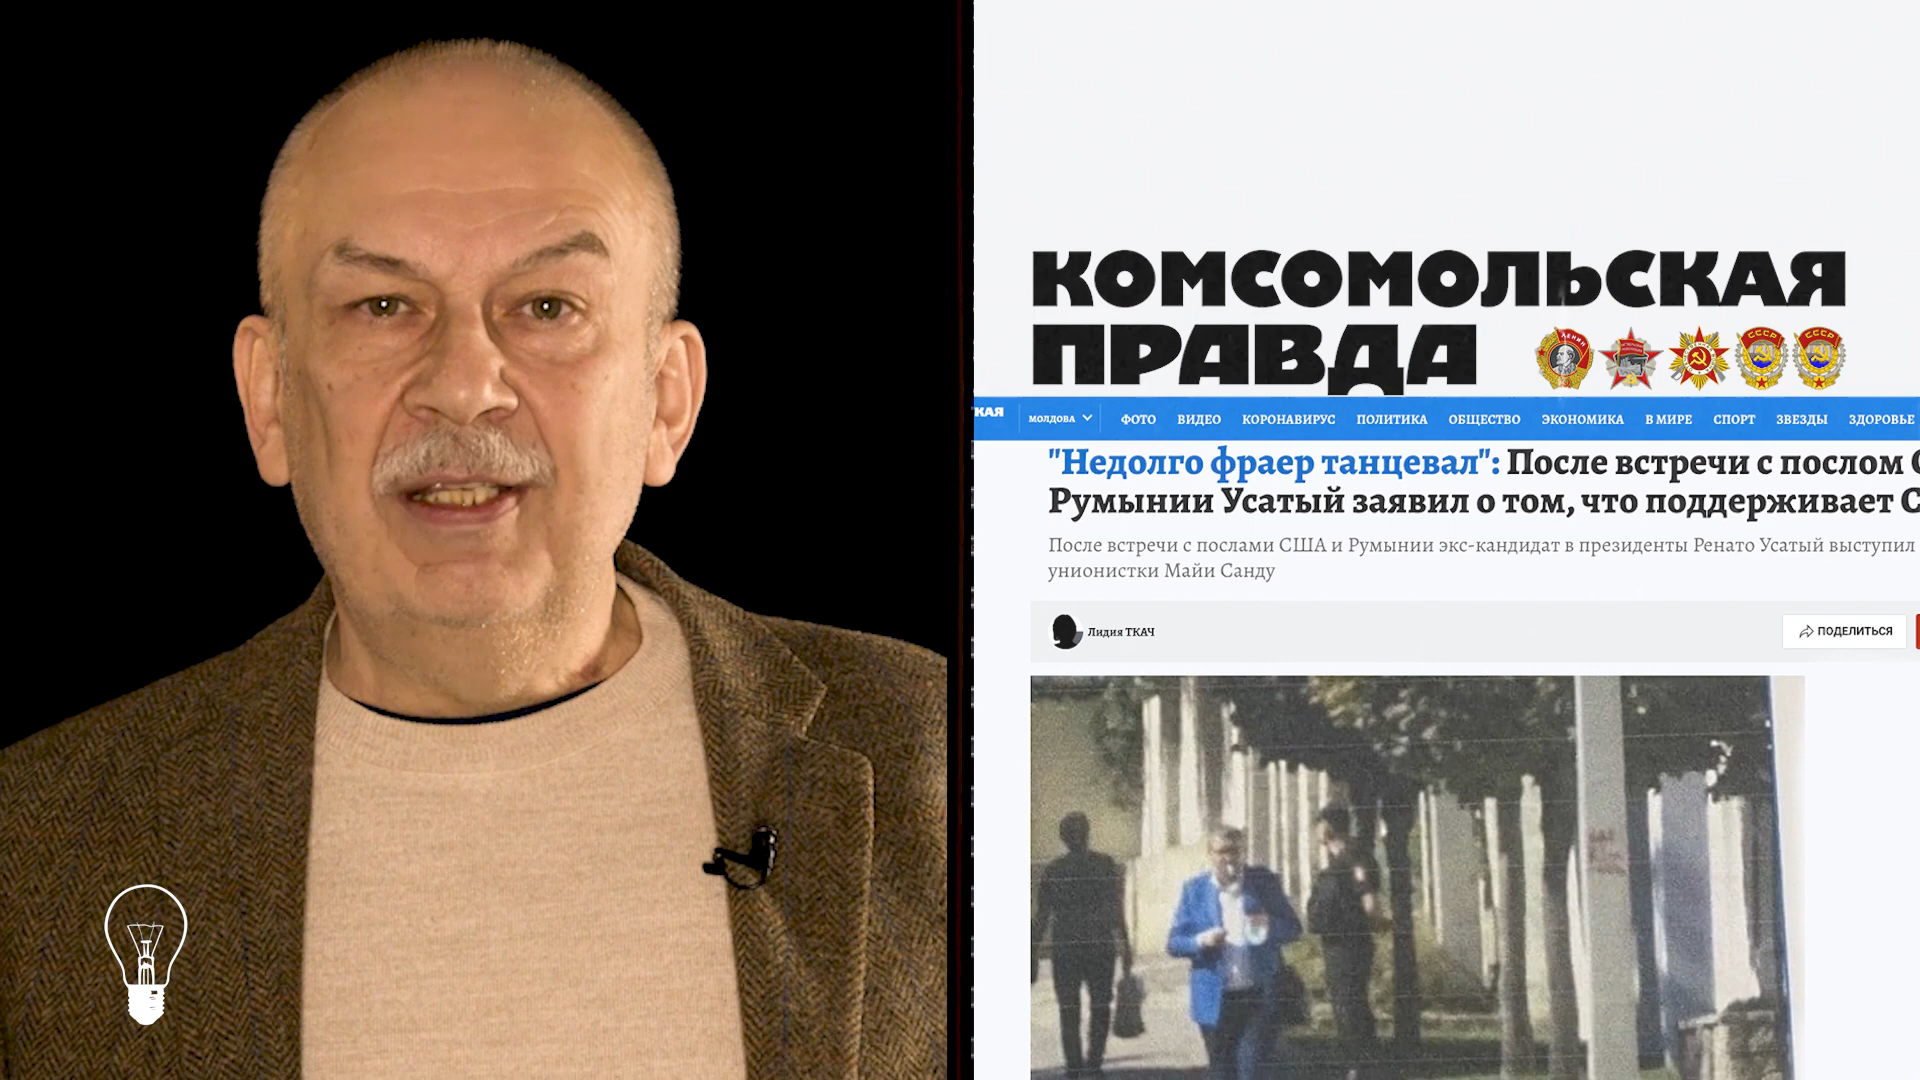 КОМСОМОЛЬСКАЯ
ПРАВДА
КАЯ МОЛДОВА ФОТО ВИДЕО КОРОНАВИРУС ПОЛИТИКА ОБЩЕСТВО ЭКОНОМИКА В МИРЕ СПОРТ ЗВЕЗДЫ ЗДОРОВЬЕ
"Недолго фраер танцевал": После встречи с послом
Румынии Усатый заявил о том, что поддерживает
После встречи с послами США и Румынии экс-кандидат в президенты Ренато Усатый выступил
унионистки Майи Санду
Лидия ТКАЧ
ПОДЕЛИТЬСЯ